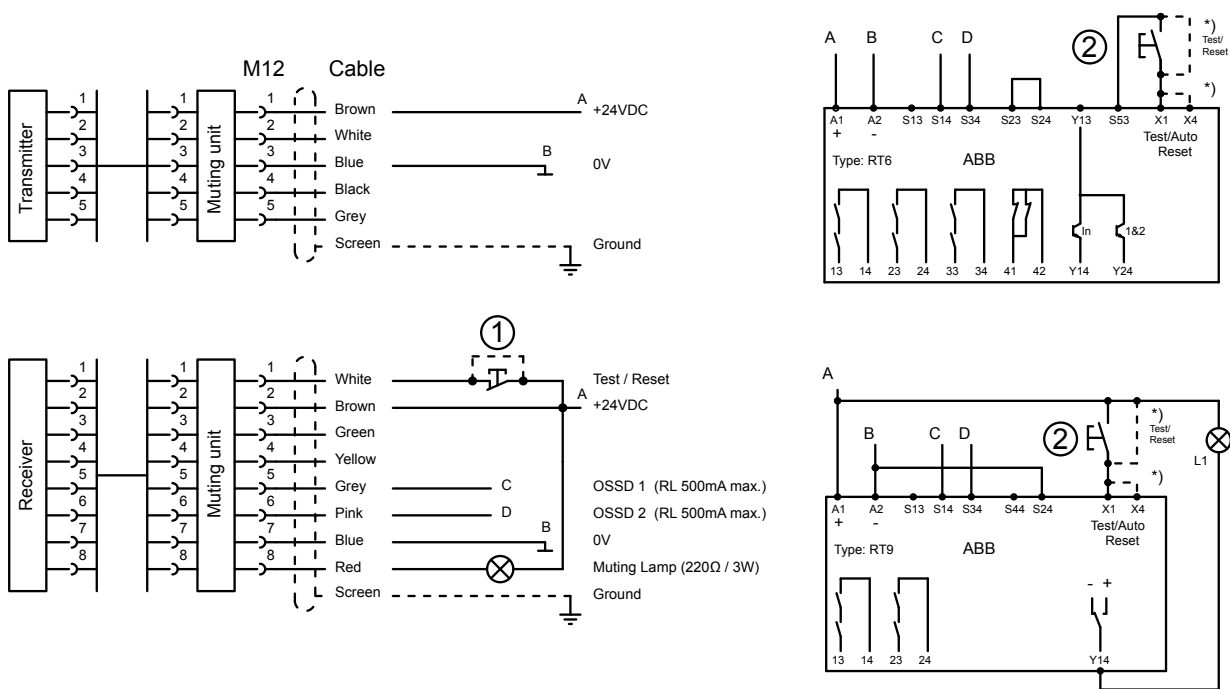 M12 Cable
Transmitter
1 1 1 Brown A +24VDC
2 2 2 White
3 3 3 Blue B 0V
4 4 4 Black
5 5 5 Grey
Muting unit
Screen Ground
1
Receiver
1 1 1 White Test / Reset
2 2 2 Brown A +24VDC
3 3 3 Green
4 4 4 Yellow
5 5 5 Grey C OSSD 1 (RL 500mA max.)
6 6 6 Pink D OSSD 2 (RL 500mA max.)
7 7 7 Blue B 0V
8 8 8 Red Muting Lamp (220Ω / 3W)
Muting unit
Screen Ground
A B C D 2 *)
Test/
Reset
*)
A1 A2 S13 S14 S34 S23 S24 Y13 S53 X1 X4
+ - Test/Auto
Reset
Type: RT6 ABB
In 1&2
13 14 23 24 33 34 41 42 Y14 Y24
A
B C D 2 *)
Test/
Reset
L1
*)
A1 A2 S13 S14 S34 S44 S24 X1 X4
+ - Test/Auto
Reset
Type: RT9 ABB
- +
13 14 23 24 Y14